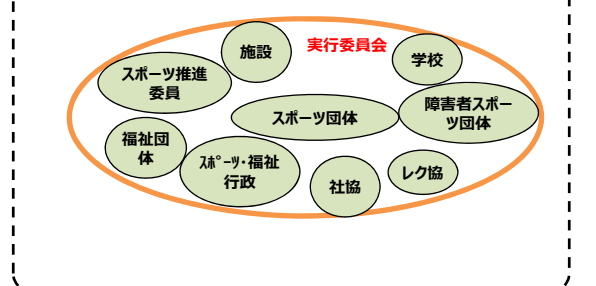 実行委員会
施設
学校
スポーツ推進
委員
スポーツ団体
障害者スポー
ツ団体
福祉団
体
ｽﾎﾟｰﾂ・福祉
行政
社協
レク協